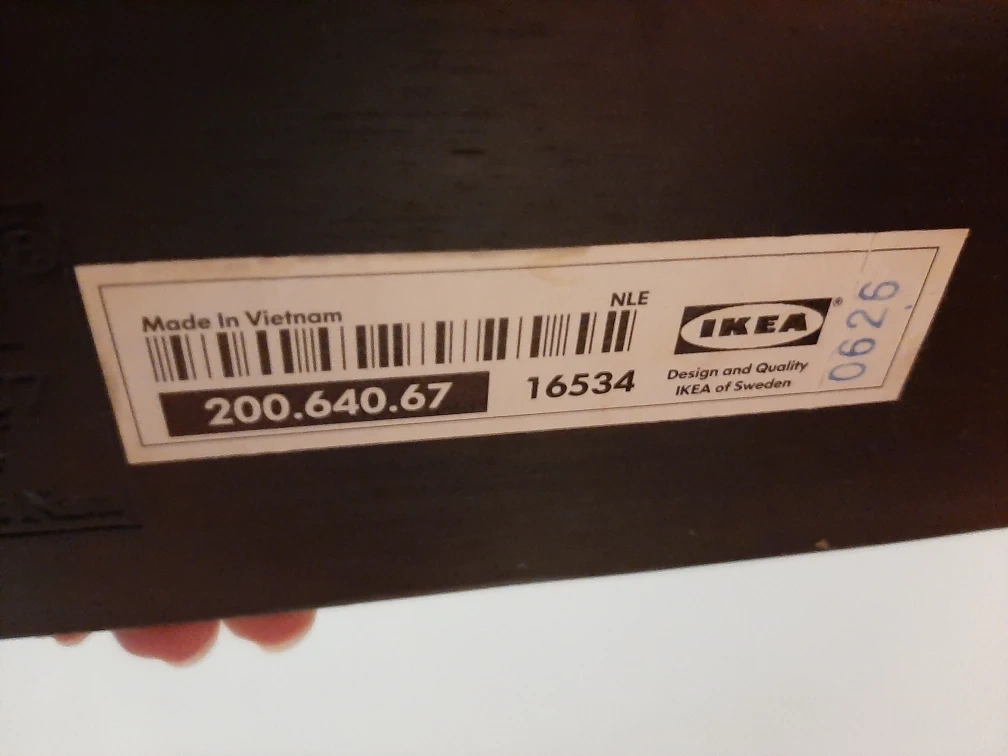 Made In Vietnam
NLE
200.640.67
16534
IKEA®
Design and Quality
IKEA of Sweden
0626